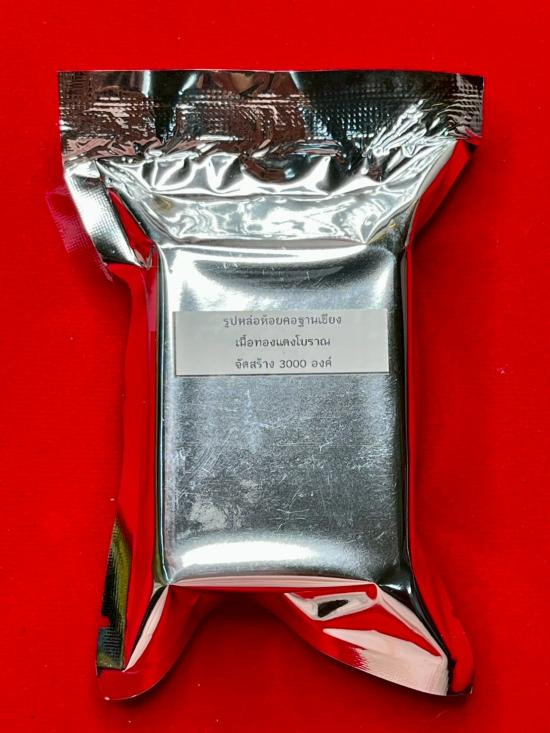 รูปหล่อห้อยคอฐานเขียง
เนื้อทองแดงโบราณ
จัดสร้าง 3000 องค์